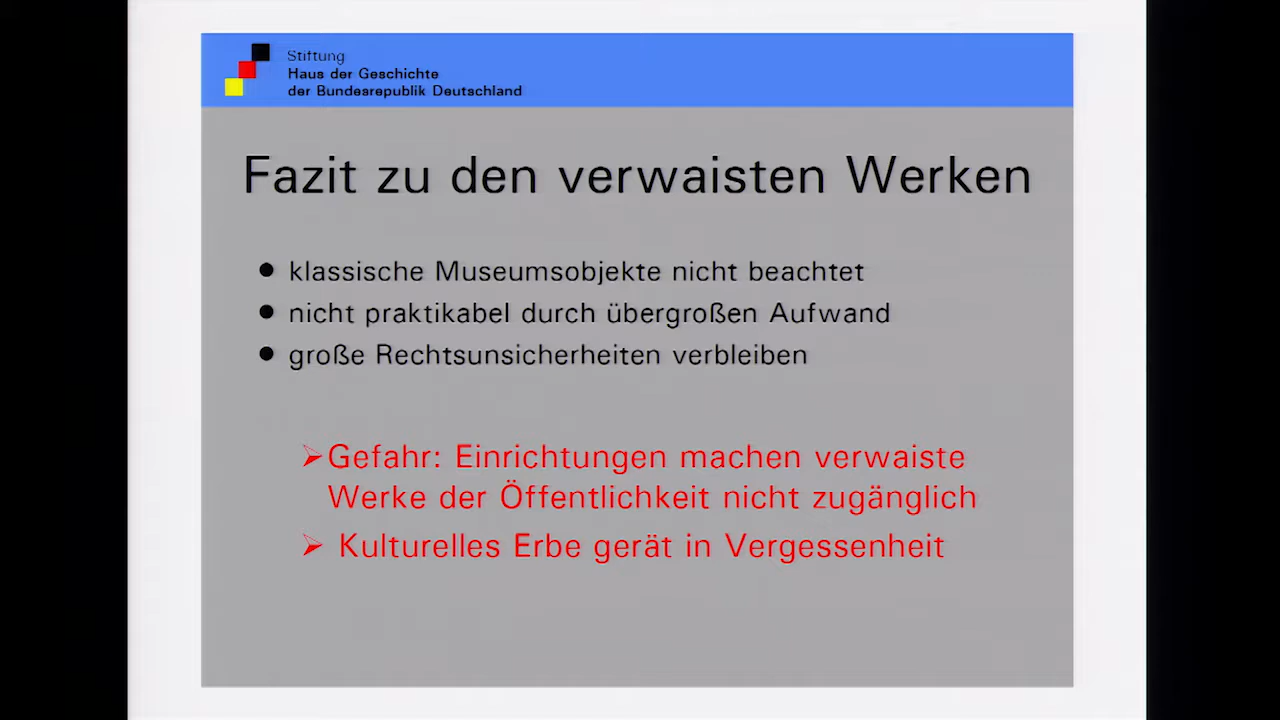 Stiftung
Haus der Geschichte
der Bundesrepublik Deutschland
Fazit zu den verwaisten Werken
● klassische Museumsobjekte nicht beachtet
● nicht praktikabel durch übergroßen Aufwand
● große Rechtsunsicherheiten verbleiben
➢Gefahr: Einrichtungen machen verwaiste
Werke der Öffentlichkeit nicht zugänglich
➢ Kulturelles Erbe gerät in Vergessenheit